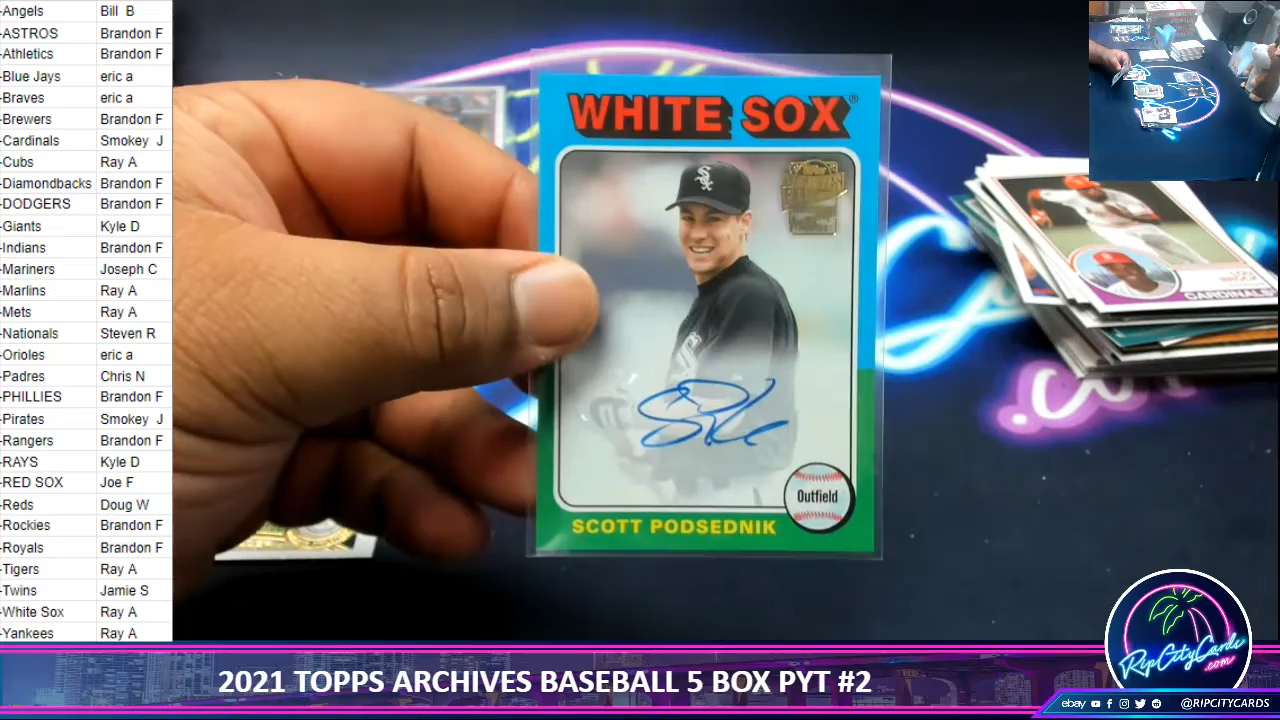 -Angels Bill B
-ASTROS Brandon F
-Athletics Brandon F
-Blue Jays eric a
-Braves eric a
-Brewers Brandon F
-Cardinals Smokey J
-Cubs Ray A
-Diamondbacks Brandon F
-DODGERS Brandon F
-Giants Kyle D
-Indians Brandon F
-Mariners Joseph C
-Marlins Ray A
-Mets Ray A
-Nationals Steven R
-Orioles eric a
-Padres Chris N
-PHILLIES Brandon F
-Pirates Smokey J
-Rangers Brandon F
-RAYS Kyle D
-RED SOX Joe F
-Reds Doug W
-Rockies Brandon F
-Royals Brandon F
-Tigers Ray A
-Twins Jamie S
-White Sox Ray A
-Yankees Ray A
WHITE SOX®
Sox
Outfield
SCOTT PODSEDNIK
CARDINALS
.com
2021 TOPPS ARCHIVES BASEBALL 5 BOX PYT #2
RipCityCards
.com
ebay @RIPCITYCARDS